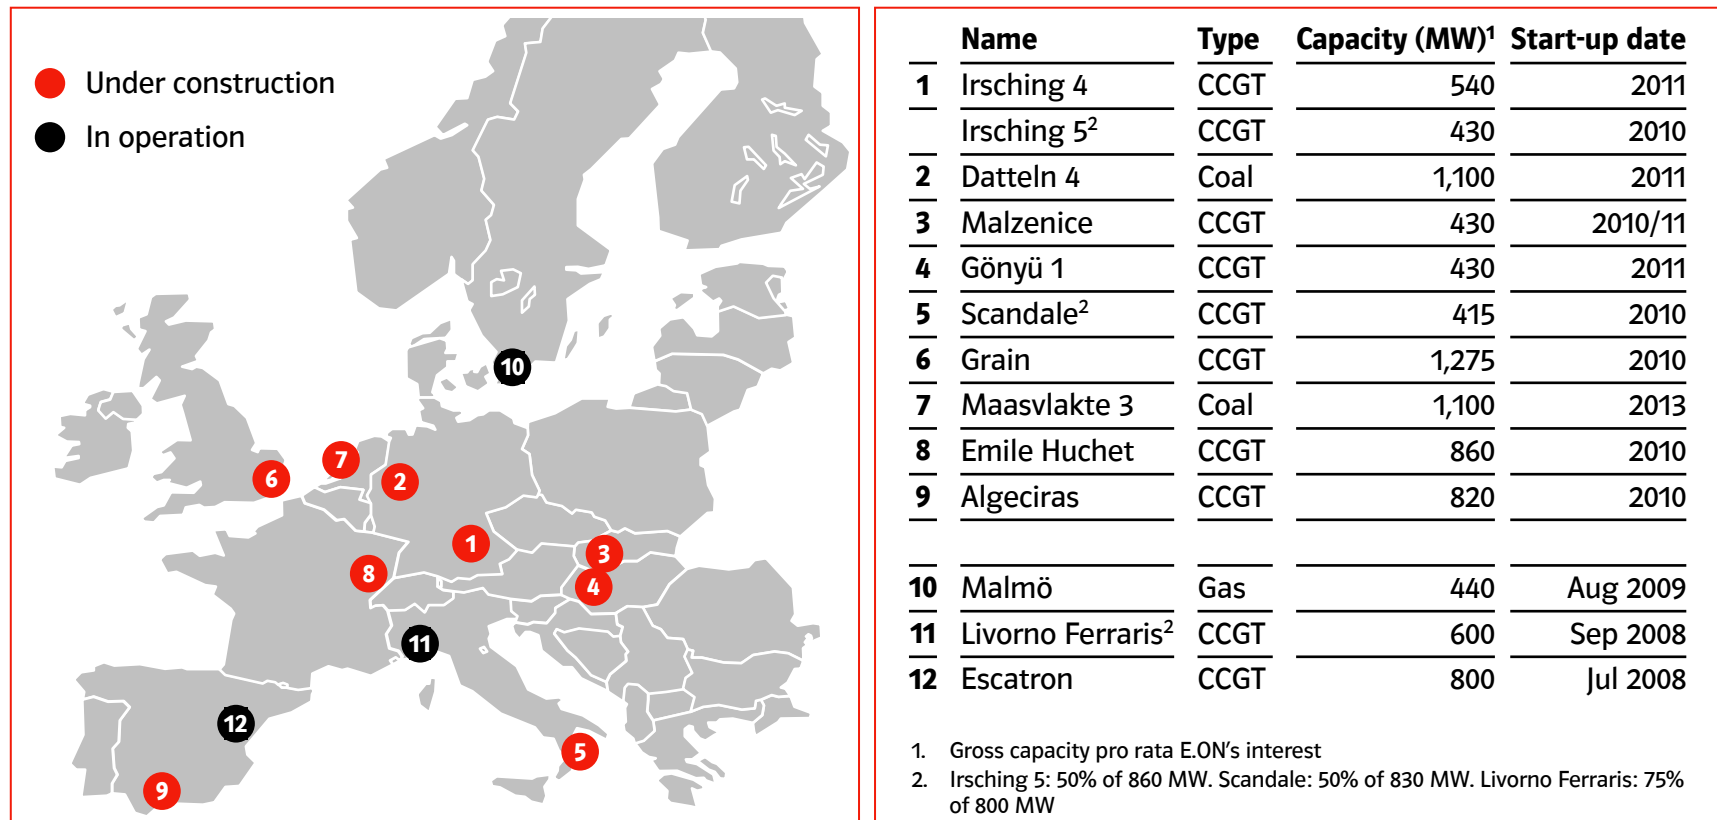 Under construction
In operation
10
7
6
2
1
3
8
4
11
12
5
9
Name Type Capacity (MW)¹ Start-up date
1 Irsching 4 CCGT 540 2011
Irsching 5² CCGT 430 2010
2 Datteln 4 Coal 1,100 2011
3 Malzenice CCGT 430 2010/11
4 Gönyü 1 CCGT 430 2011
5 Scandale² CCGT 415 2010
6 Grain CCGT 1,275 2010
7 Maasvlakte 3 Coal 1,100 2013
8 Emile Huchet CCGT 860 2010
9 Algeciras CCGT 820 2010
10 Malmö Gas 440 Aug 2009
11 Livorno Ferraris² CCGT 600 Sep 2008
12 Escatron CCGT 800 Jul 2008
1. Gross capacity pro rata E.ON’s interest
2. Irsching 5: 50% of 860 MW. Scandale: 50% of 830 MW. Livorno Ferraris: 75%
of 800 MW